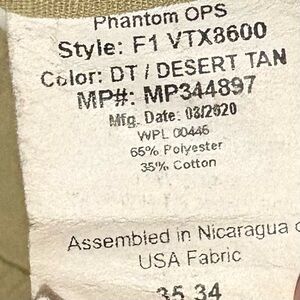 Phantom OPS
Style: F1 VTX8600
Color: DT / DESERT TAN
MP#: MP344897
Mfg. Date: 03/2020
WPL 00446
65% Polyester
35% Cotton
Assembled in Nicaragua o
USA Fabric
35 34